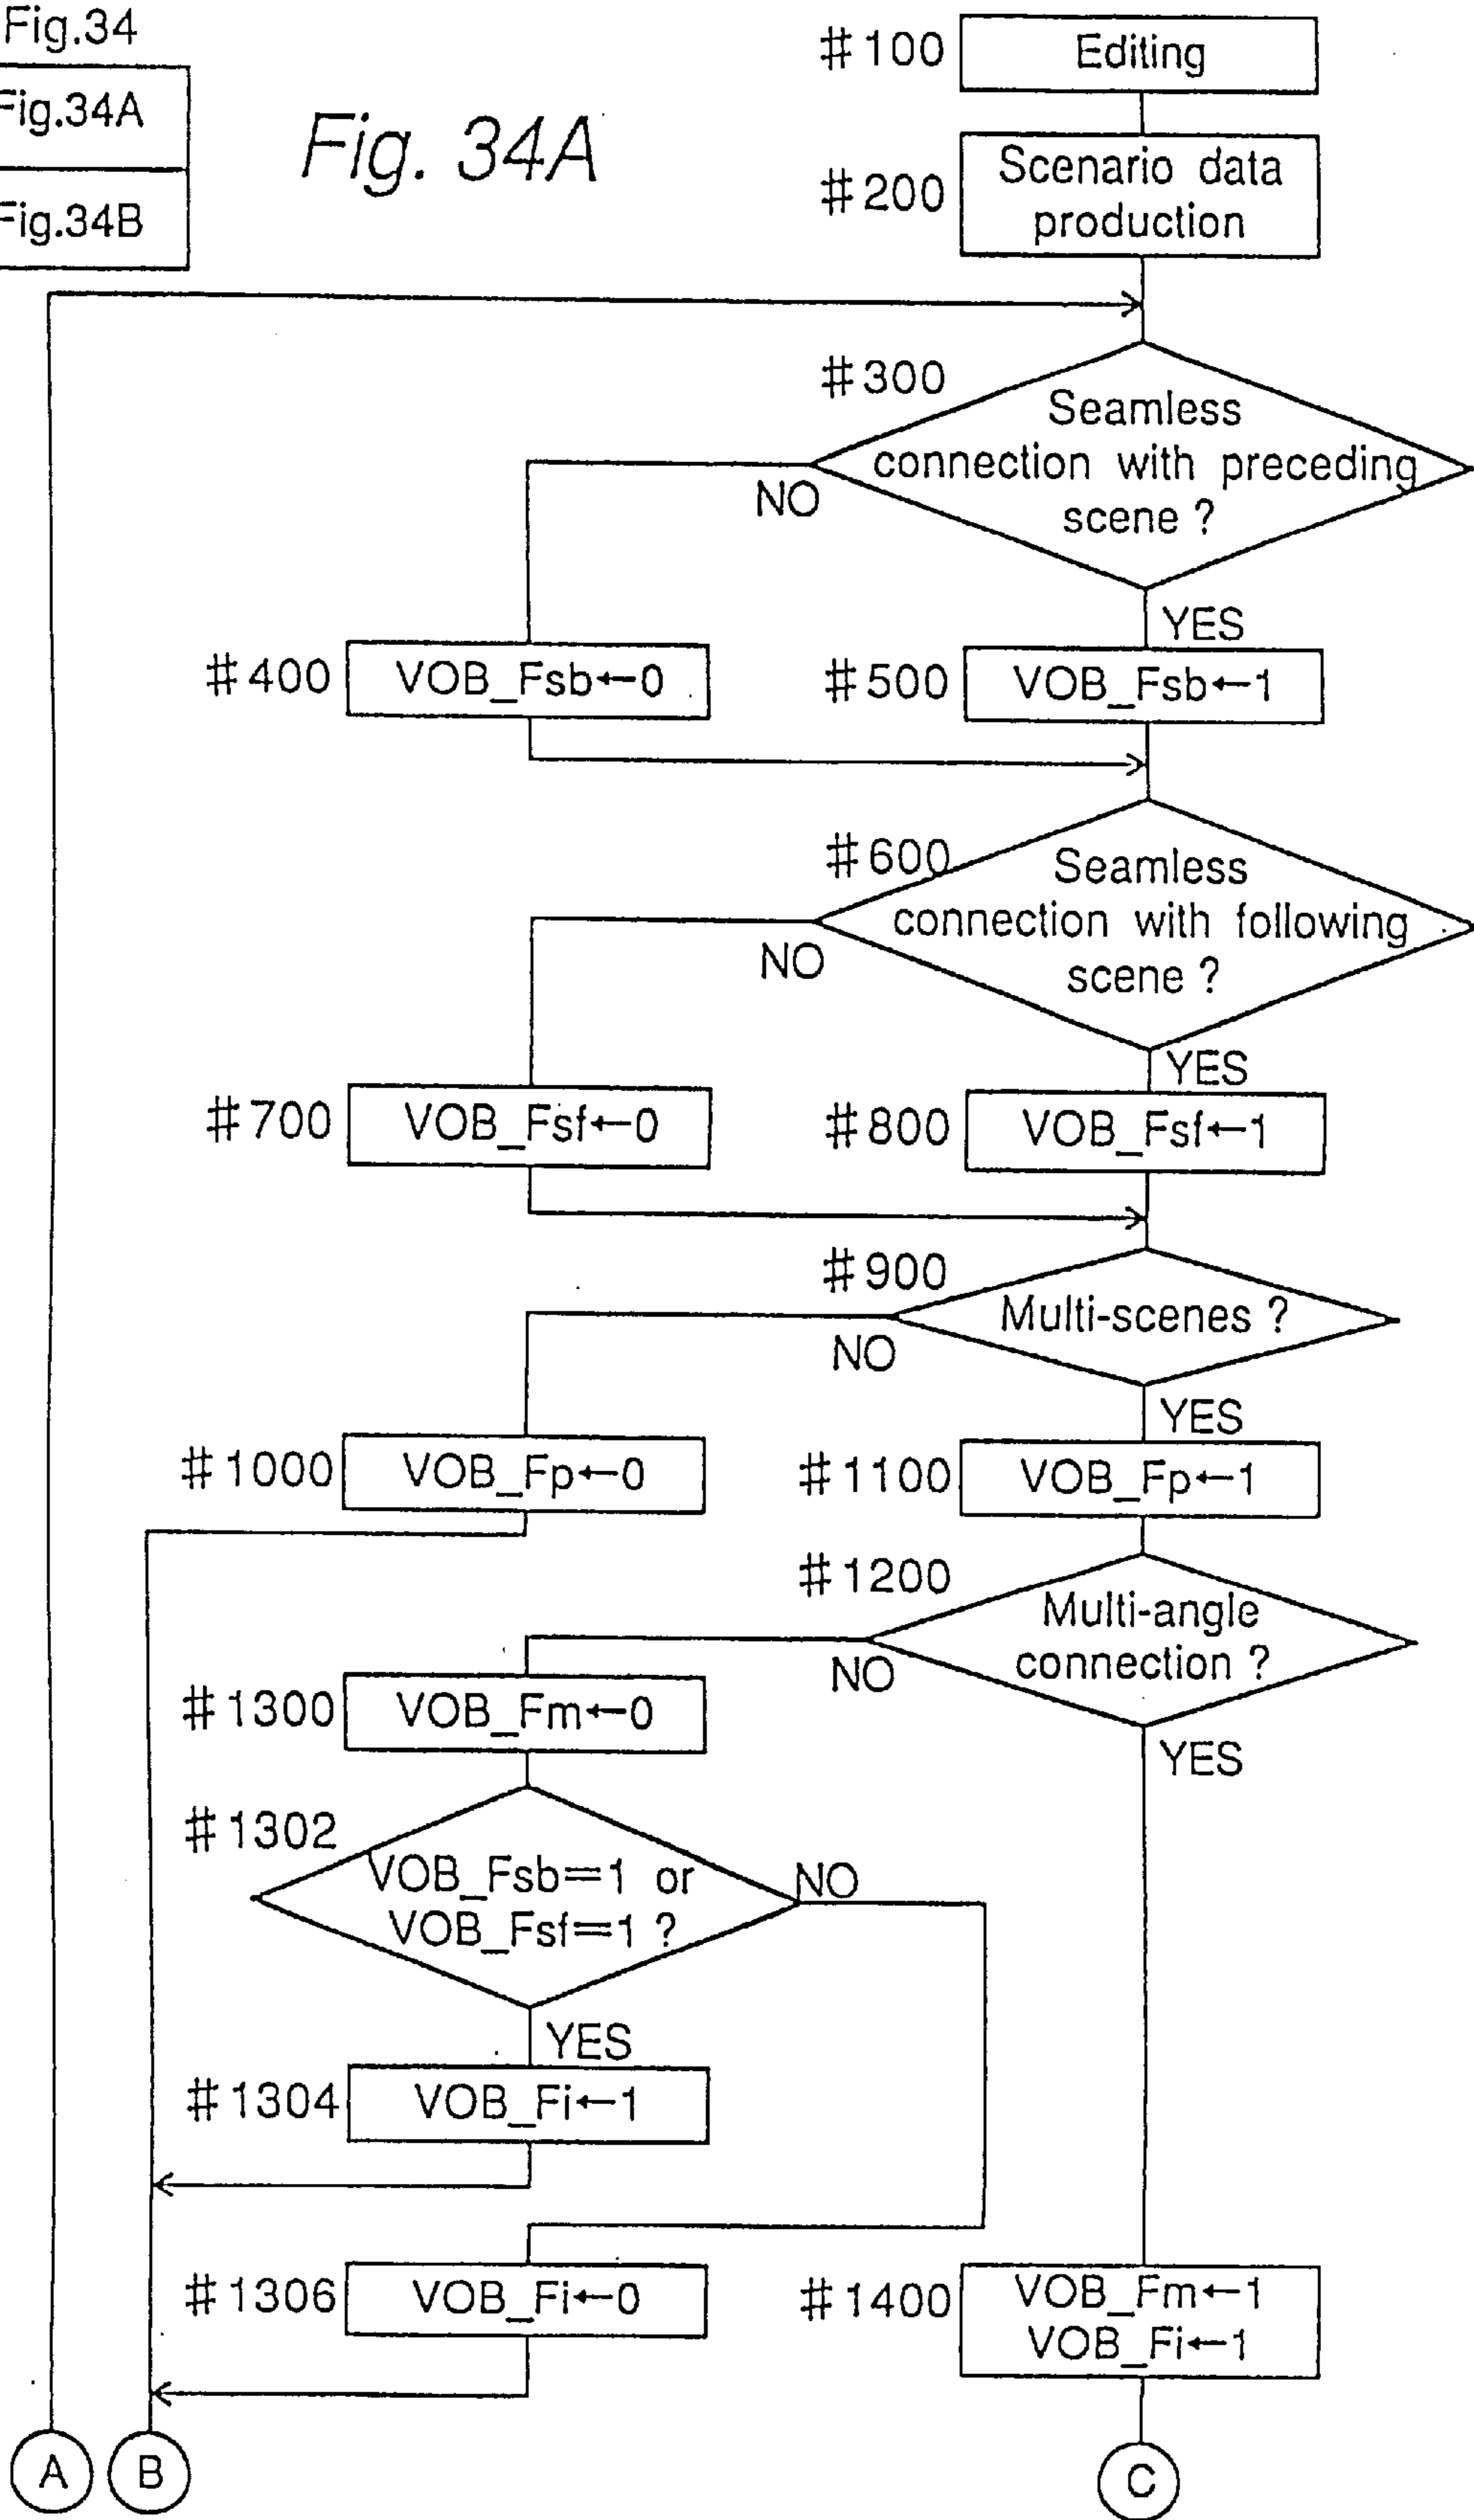 Fig.34
Fig.34A
Fig.34B
Fig. 34A
#100
Editing
#200
Scenario data
production
#300
Seamless
connection with preceding
scene ?
NO
YES
#400
VOB_Fsb←0
#500
VOB_Fsb←1
#600
Seamless
connection with following
scene ?
NO
YES
#700
VOB_Fsf←0
#800
VOB_Fsf←1
#900
Multi-scenes ?
NO
YES
#1000
VOB_Fp←0
#1100
VOB_Fp←1
#1200
Multi-angle
connection ?
NO
YES
#1300
VOB_Fm←0
#1302
VOB_Fsb=1 or
VOB_Fsf=1 ?
NO
YES
#1304
VOB_Fi←1
#1306
VOB_Fi←0
#1400
VOB_Fm←1
VOB_Fi←1
A
B
C